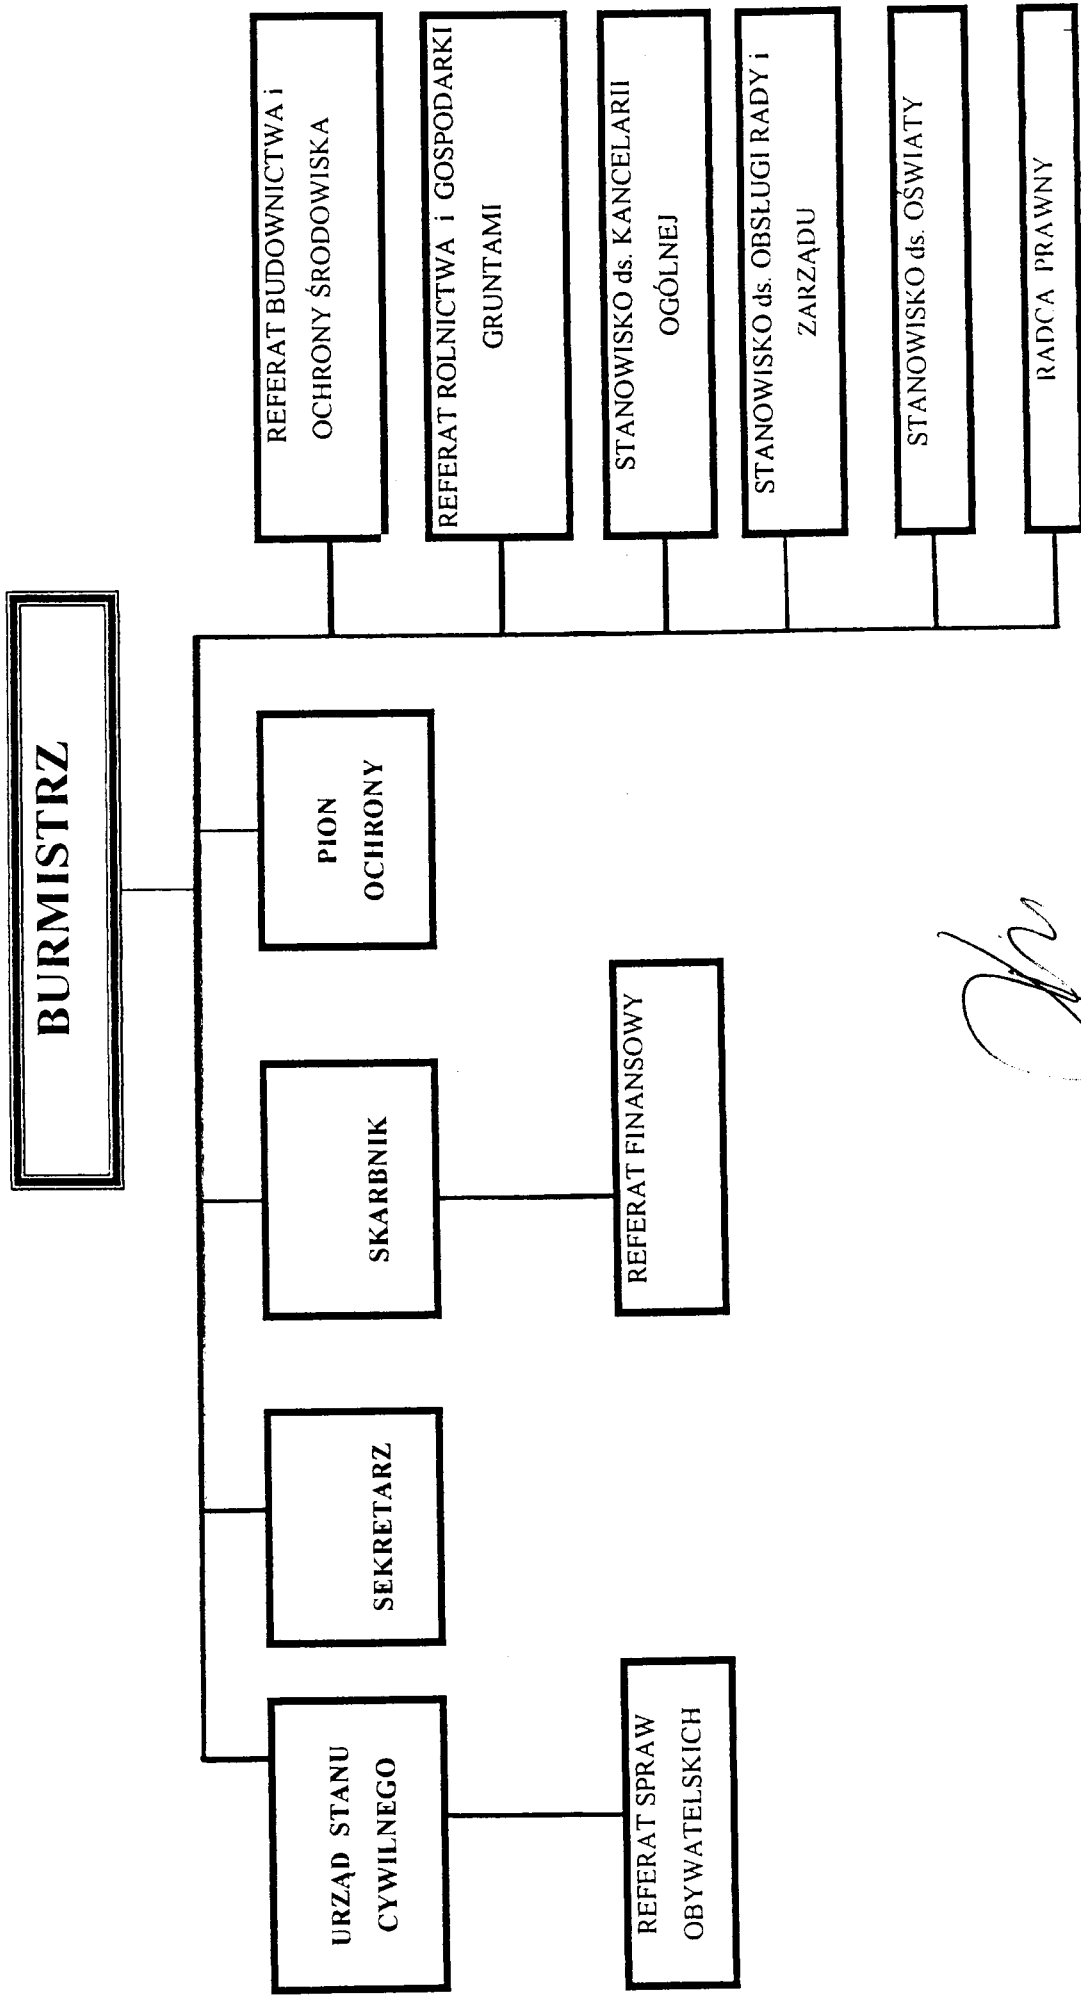 BURMISTRZ
URZĄD STANU
CYWILNEGO
SEKRETARZ
SKARBNIK
PION
OCHRONY
REFERAT SPRAW
OBYWATELSKICH
REFERAT FINANSOWY
REFERAT BUDOWNICTWA i
OCHRONY ŚRODOWISKA
REFERAT ROLNICTWA i GOSPODARKI
GRUNTAMI
STANOWISKO ds. KANCELARII
OGÓLNEJ
STANOWISKO ds. OBSŁUGI RADY i
ZARZĄDU
STANOWISKO ds. OŚWIATY
RADCA PRAWNY